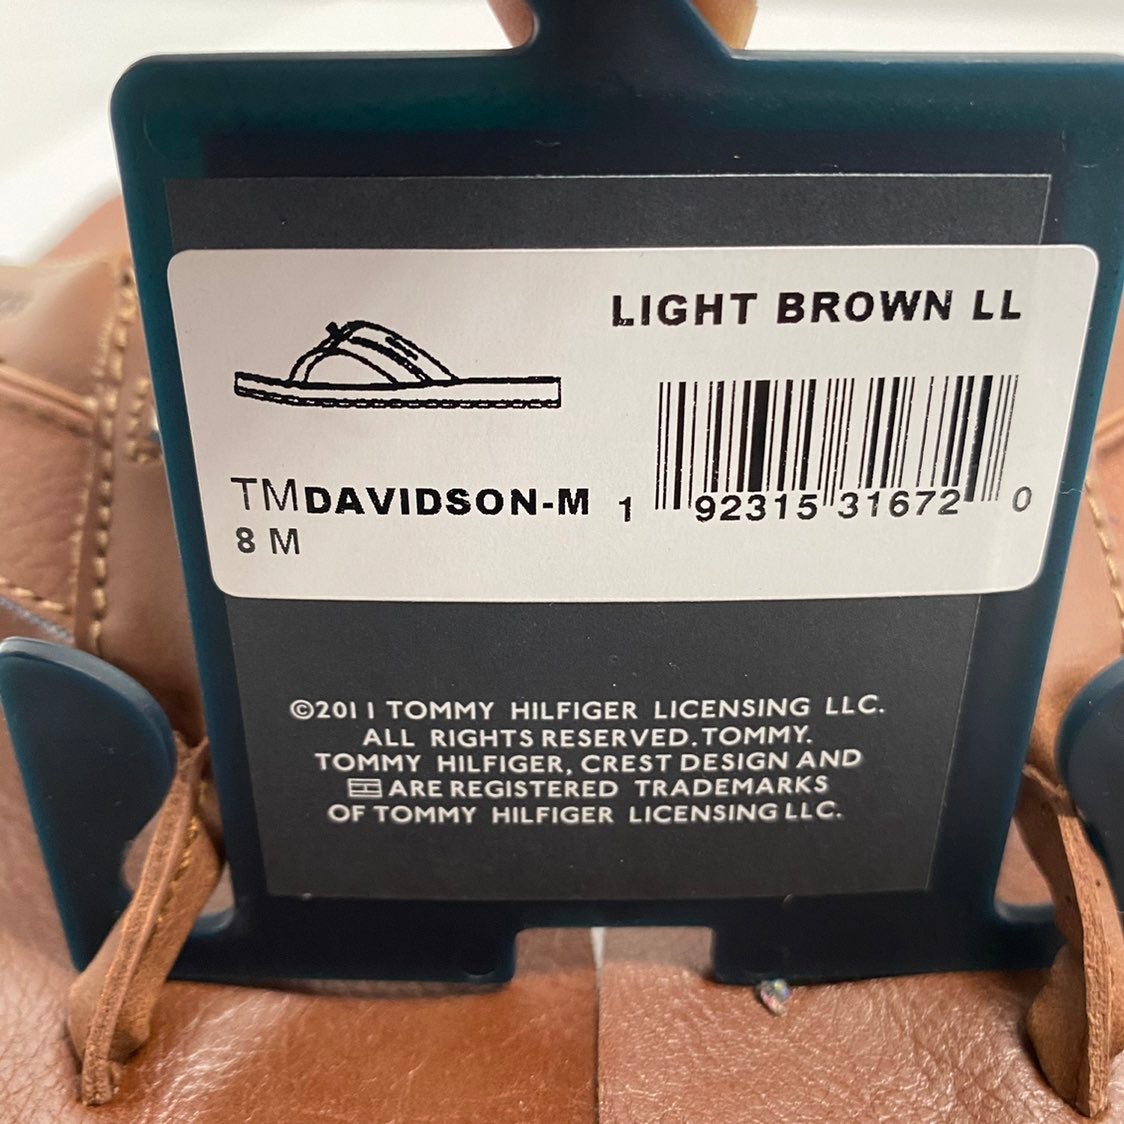 LIGHT BROWN LL
TMDAVIDSON-M
8 M
1 92315 31672 0
©2011 TOMMY HILFIGER LICENSING LLC.
ALL RIGHTS RESERVED. TOMMY.
TOMMY HILFIGER, CREST DESIGN AND
ARE REGISTERED TRADEMARKS
OF TOMMY HILFIGER LICENSING LLC.